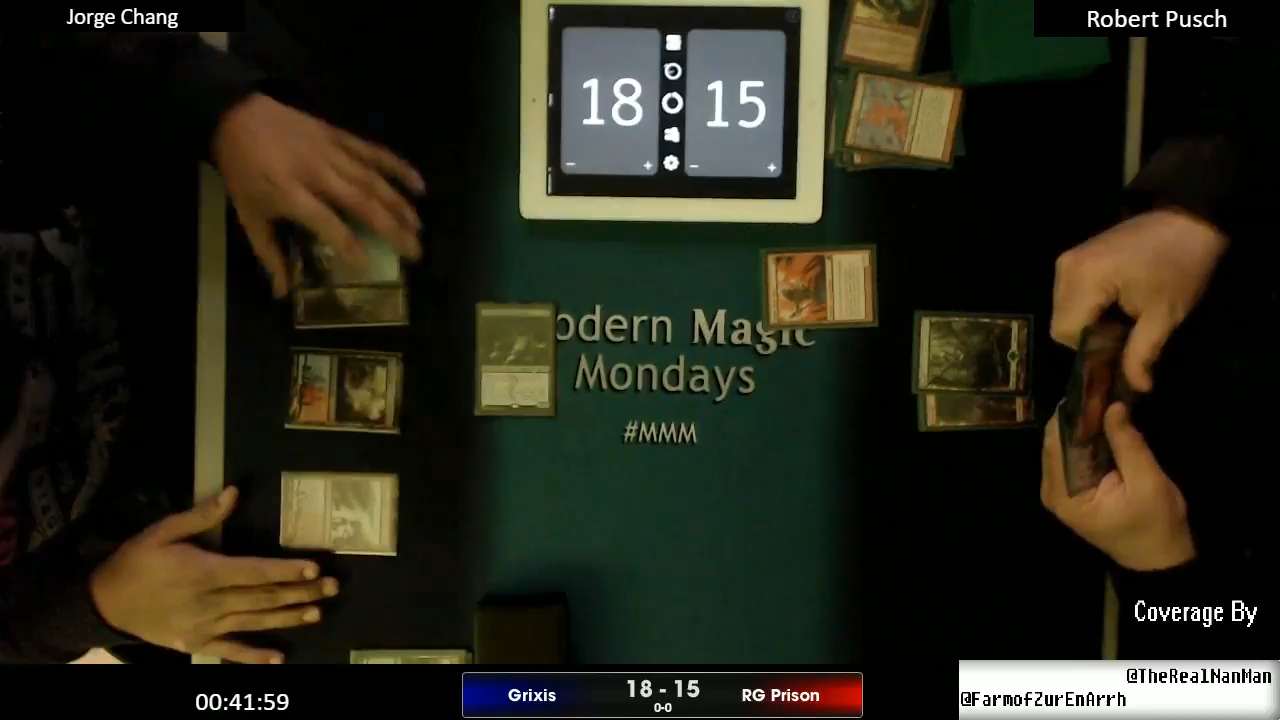 Jorge Chang
Robert Pusch
18
15
- +
- +
Modern Magic
Mondays
#MMM
Coverage By
@TheRealNanMan
@FarmofZurEnArrh
00:41:59
Grixis
18 - 15
RG Prison
0-0